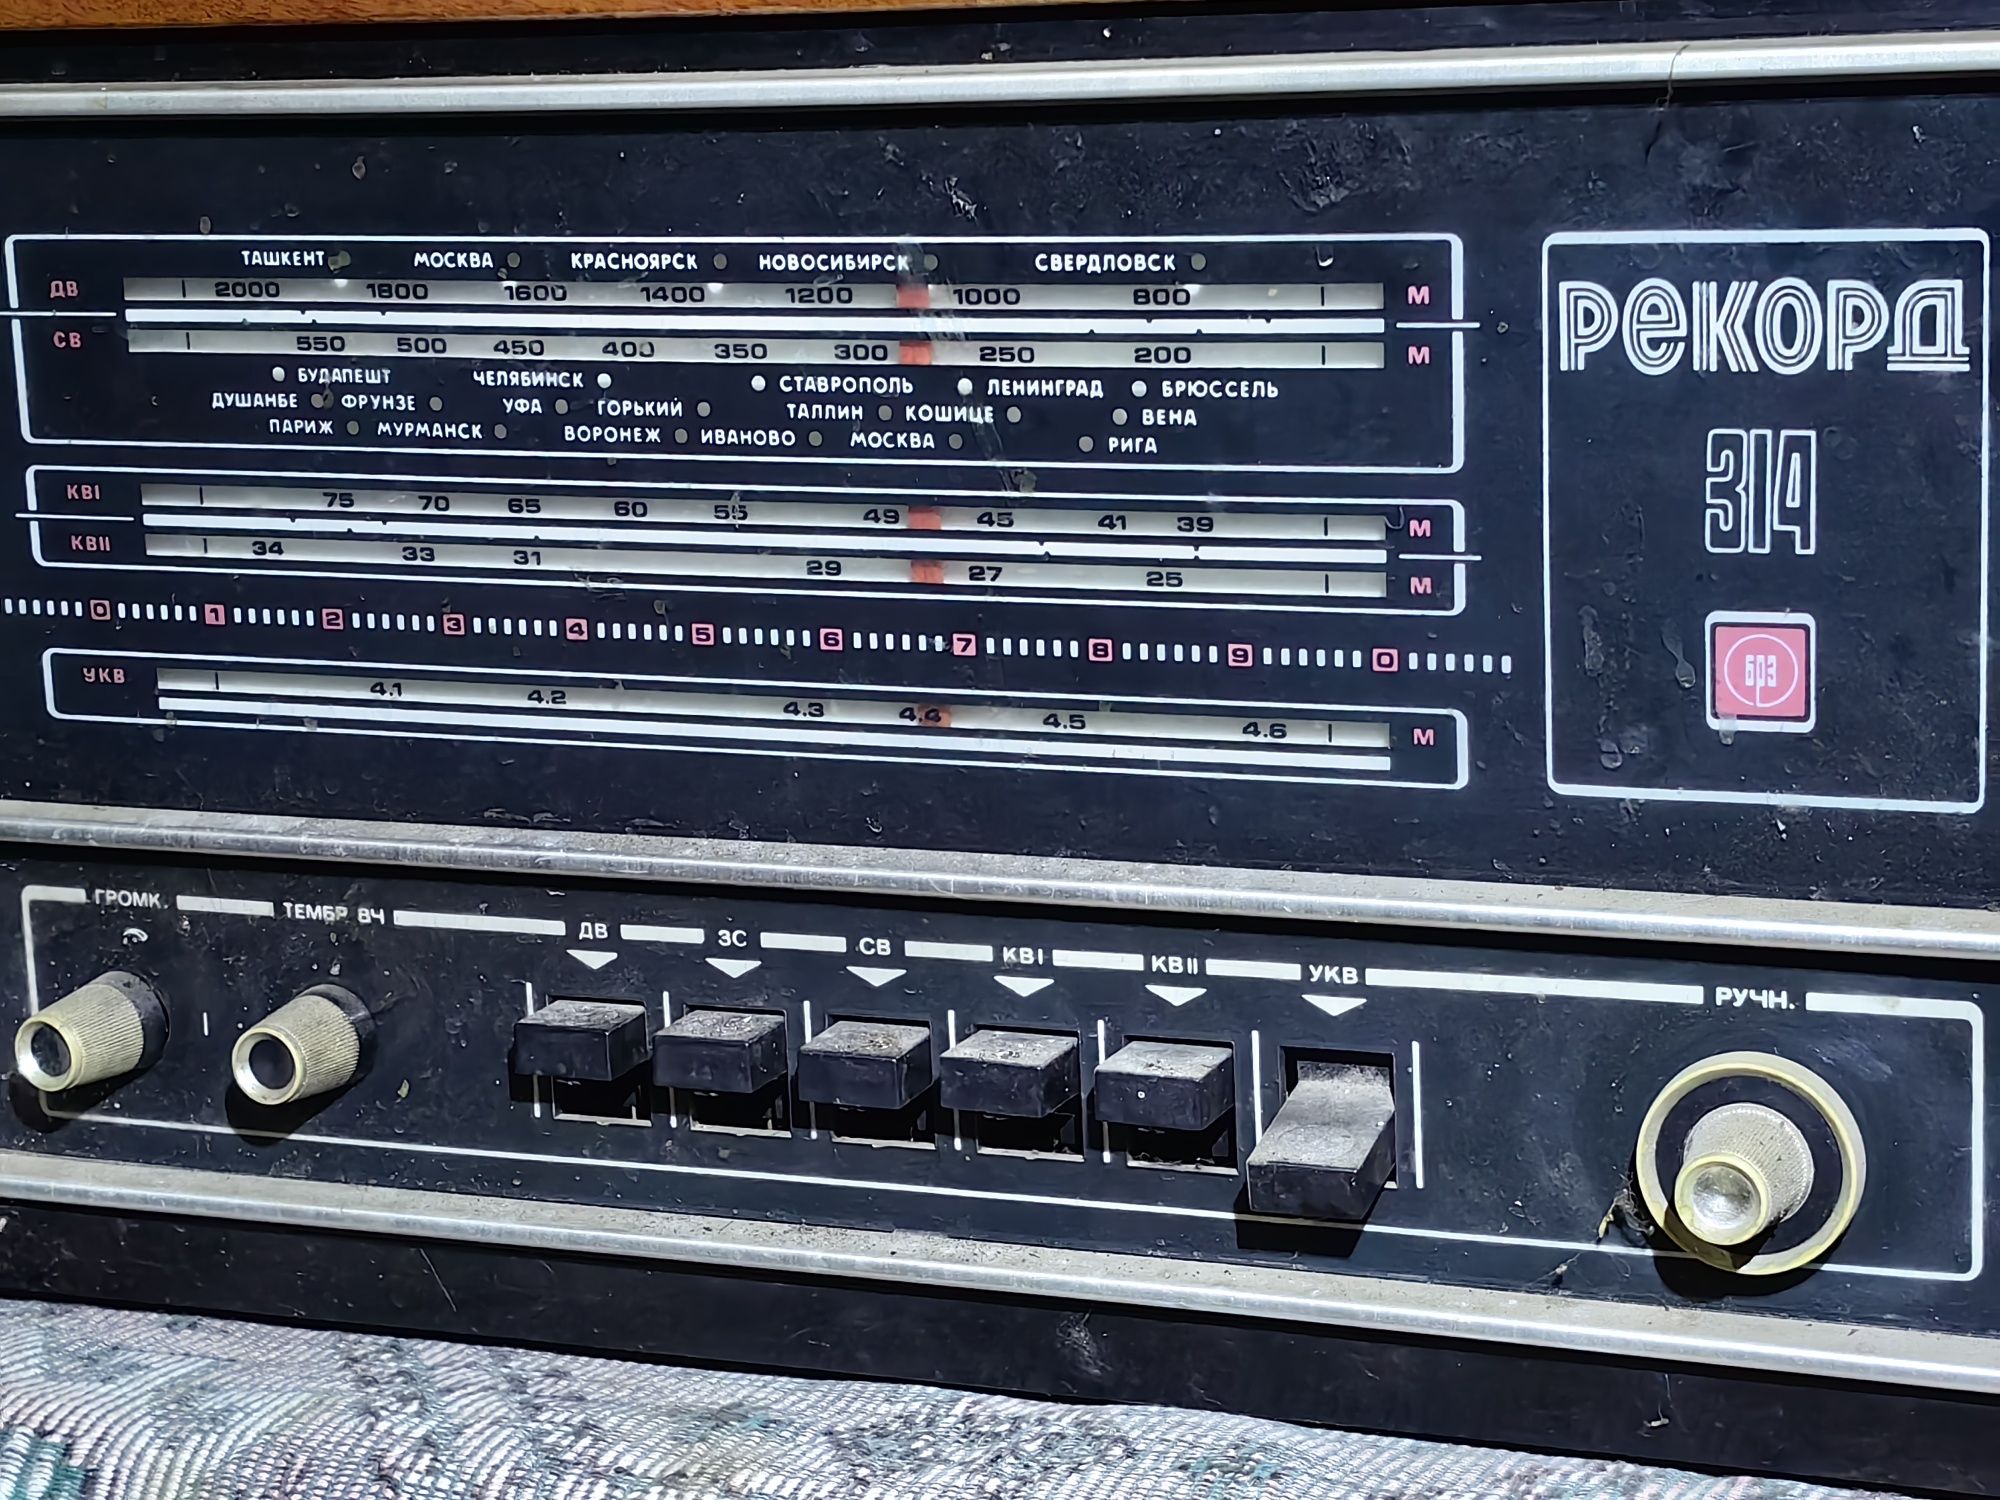 ТАШКЕНТ МОСКВА КРАСНОЯРСК НОВОСИБИРСК СВЕРДЛОВСК
ДВ 2000 1800 1600 1400 1200 1000 800 М
СВ 550 500 450 400 350 300 250 200 М
БУДАПЕШТ ЧЕЛЯБИНСК СТАВРОПОЛЬ ЛЕНИНГРАД БРЮССЕЛЬ
ДУШАНБЕ ФРУНЗЕ УФА ГОРЬКИЙ ТАЛЛИН КОШИЦЕ ВЕНА
ПАРИЖ МУРМАНСК ВОРОНЕЖ ИВАНОВО МОСКВА РИГА
КВI 75 70 65 60 55 49 45 41 39 М
КВII 34 33 31 29 27 25 М
0 1 2 3 4 5 6 7 8 9 0
УКВ 4.1 4.2 4.3 4.4 4.5 4.6 М
РЕКОРД
314
БРЗ
ГРОМК. ТЕМБР ВЧ ДВ ЗС СВ КВI КВII УКВ РУЧН.